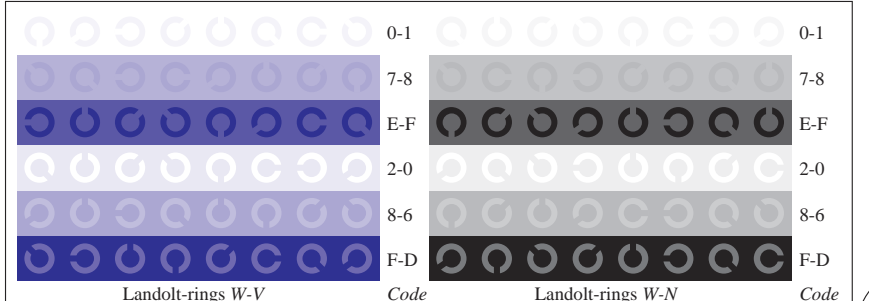 0-1 0-1
7-8 7-8
E-F E-F
2-0 2-0
8-6 8-6
F-D F-D
Landolt-rings W-V Code Landolt-rings W-N Code